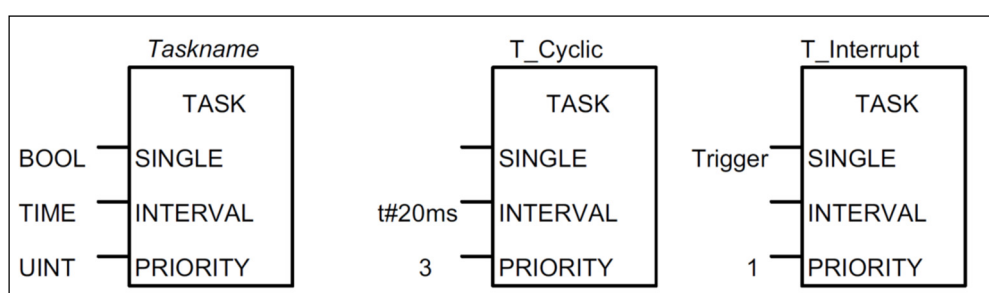 Taskname T_Cyclic T_Interrupt
TASK TASK TASK
BOOL SINGLE SINGLE Trigger SINGLE
TIME INTERVAL t#20ms INTERVAL INTERVAL
UINT PRIORITY 3 PRIORITY 1 PRIORITY